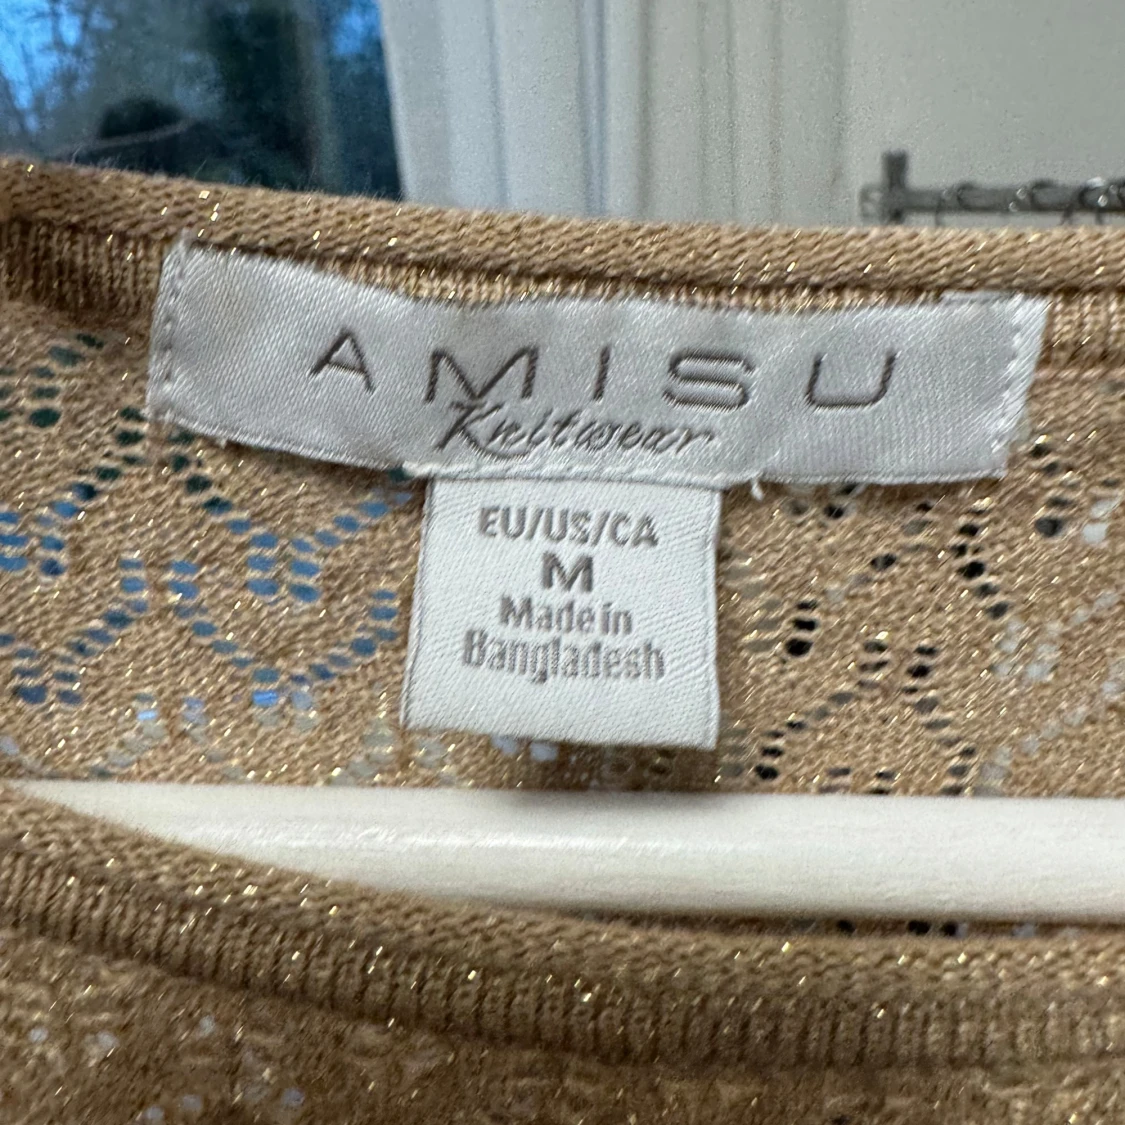 AMISU
Knitwear
EU/US/CA
M
Made in
Bangladesh